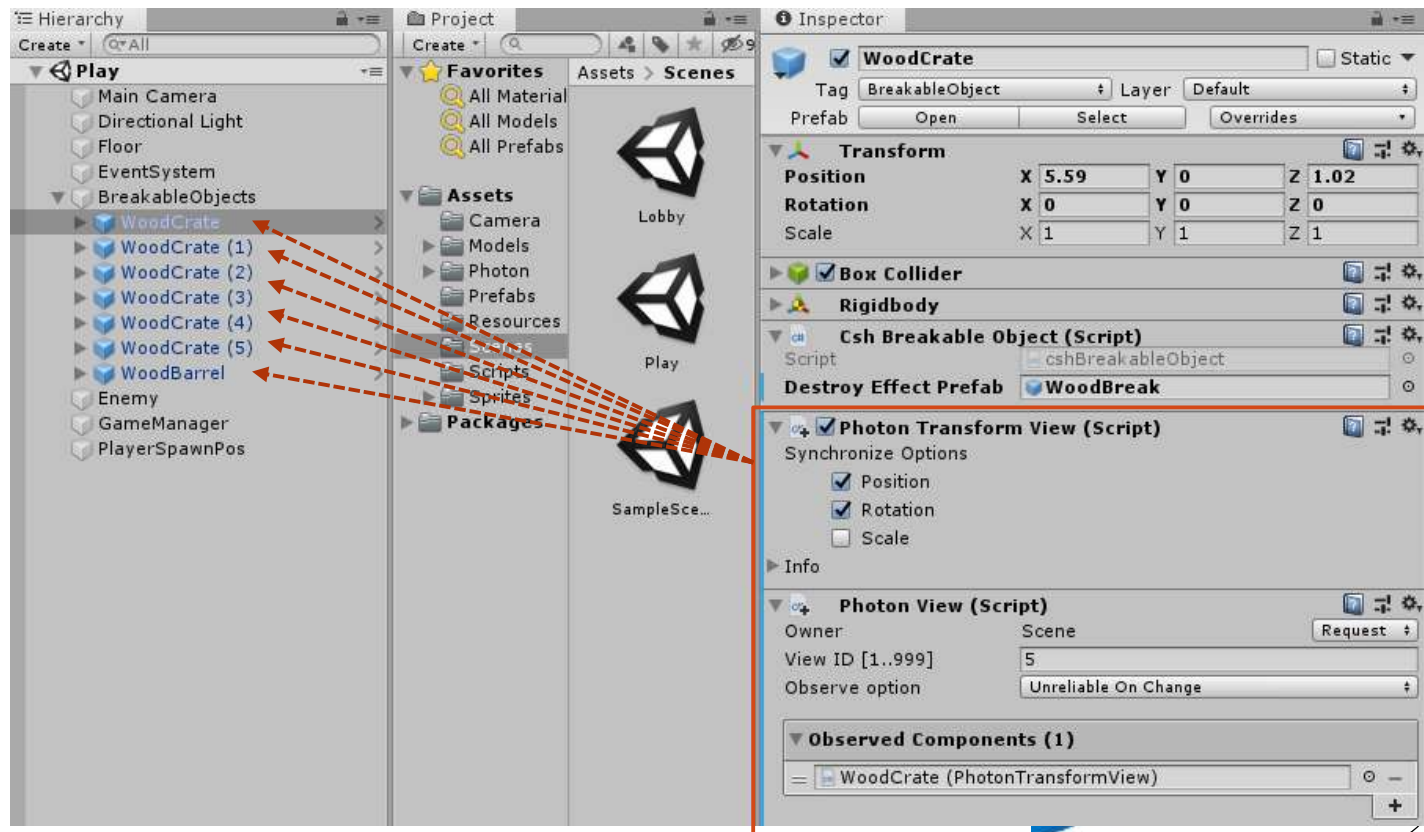 Hierarchy
Create
All
Play
Main Camera
Directional Light
Floor
EventSystem
BreakableObjects
WoodCrate
WoodCrate (1)
WoodCrate (2)
WoodCrate (3)
WoodCrate (4)
WoodCrate (5)
WoodBarrel
Enemy
GameManager
PlayerSpawnPos
Project
Create
9
Favorites
All Material
All Models
All Prefabs
Assets
Camera
Models
Photon
Prefabs
Resources
Scenes
Scripts
Sprites
Packages
Assets > Scenes
Lobby
Play
SampleSce...
Inspector
WoodCrate Static
Tag BreakableObject Layer Default
Prefab Open Select Overrides
Transform
Position X 5.59 Y 0 Z 1.02
Rotation X 0 Y 0 Z 0
Scale X 1 Y 1 Z 1
Box Collider
Rigidbody
Csh Breakable Object (Script)
Script cshBreakableObject
Destroy Effect Prefab WoodBreak
Photon Transform View (Script)
Synchronize Options
Position
Rotation
Scale
Info
Photon View (Script)
Owner Scene Request
View ID [1..999] 5
Observe option Unreliable On Change
Observed Components (1)
WoodCrate (PhotonTransformView)